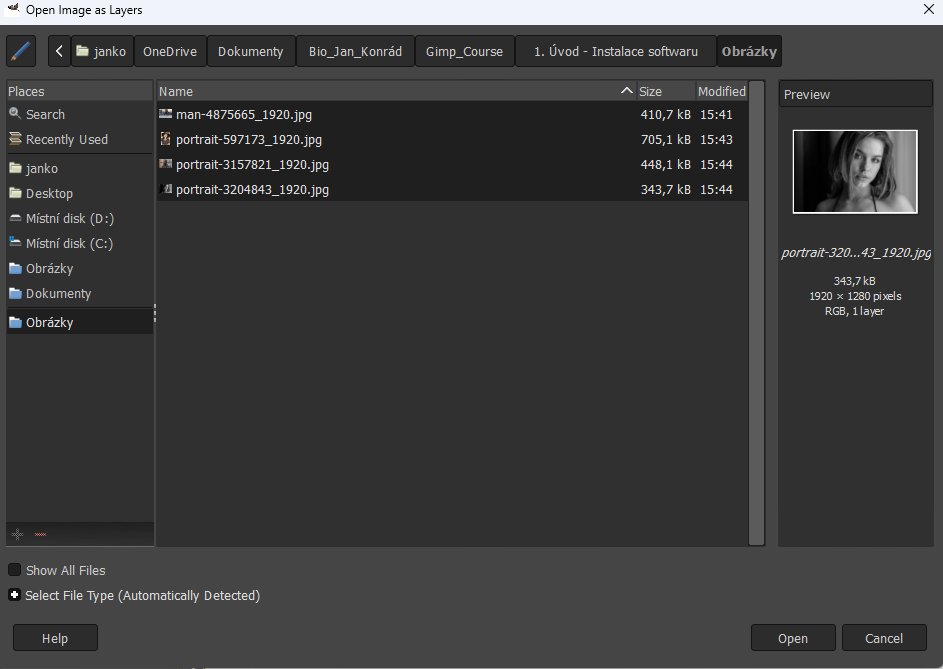 Open Image as Layers
janko OneDrive Dokumenty Bio_Jan_Konrád Gimp_Course 1. Úvod - Instalace softwaru Obrázky
Places
Search
Recently Used
janko
Desktop
Místní disk (D:)
Místní disk (C:)
Obrázky
Dokumenty
Obrázky
Name Size Modified
man-4875665_1920.jpg 410,7 kB 15:41
portrait-597173_1920.jpg 705,1 kB 15:43
portrait-3157821_1920.jpg 448,1 kB 15:44
portrait-3204843_1920.jpg 343,7 kB 15:44
Preview
portrait-320...43_1920.jpg
343,7 kB
1920 × 1280 pixels
RGB, 1 layer
Show All Files
Select File Type (Automatically Detected)
Help Open Cancel